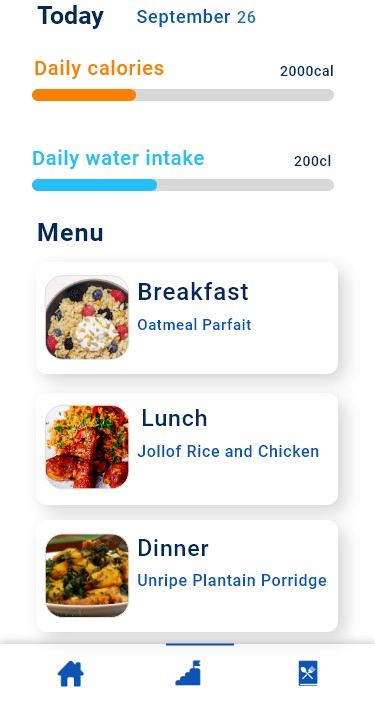 Today September 26
Daily calories 2000cal
Daily water intake 200cl
Menu
Breakfast
Oatmeal Parfait
Lunch
Jollof Rice and Chicken
Dinner
Unripe Plantain Porridge